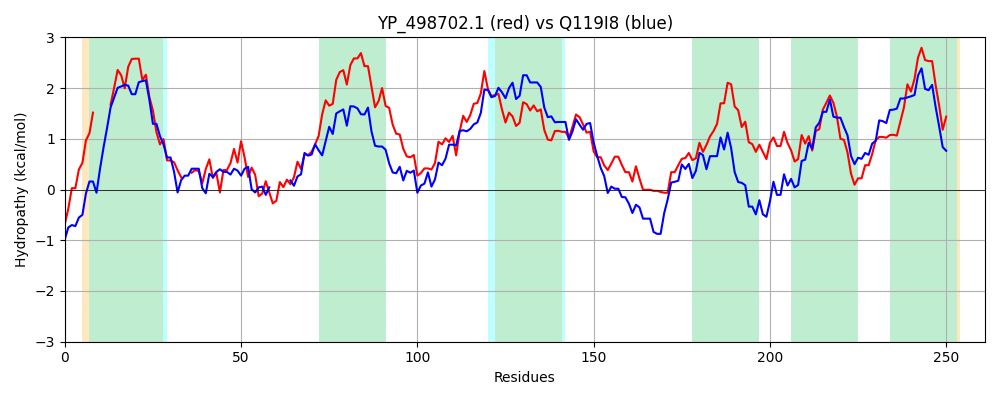 YP_498702.1 (red) vs Q119I8 (blue)
Hydropathy (kcal/mol)
3
2
1
0
−1
−2
−3
0 50 100 150 200 250
Residues